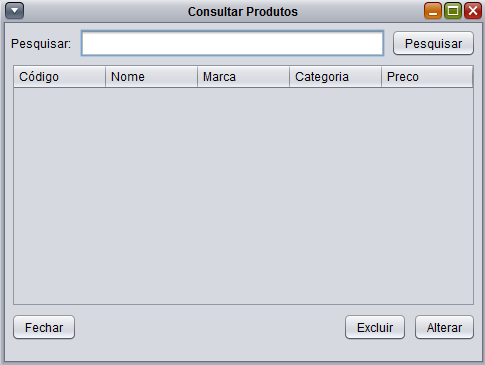 Consultar Produtos
Pesquisar: Pesquisar
Código Nome Marca Categoria Preco
Fechar Excluir Alterar